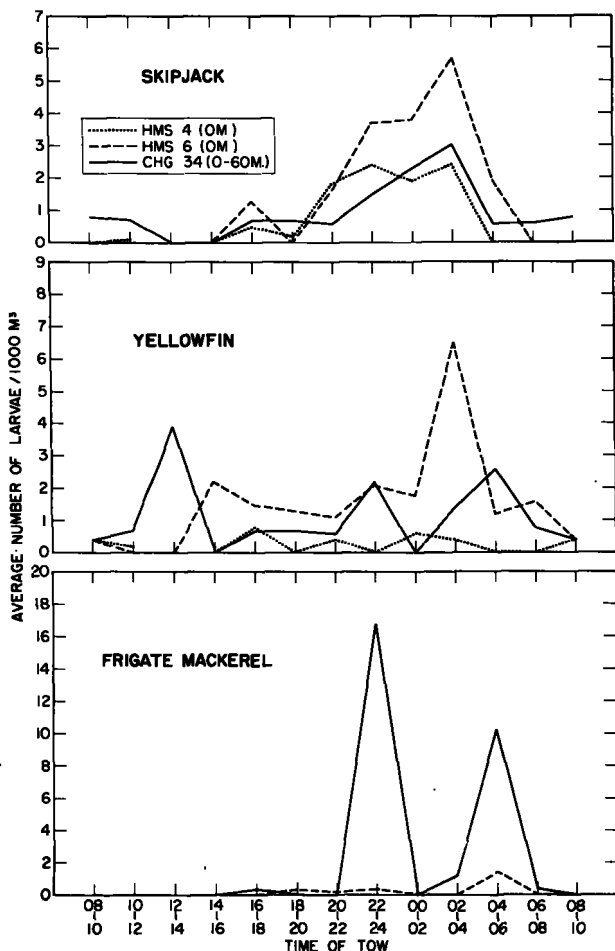 7
6
SKIPJACK
5
HMS 4 (0M)
4
HMS 6 (0M)
CHG 34 (0-60M.)
3
2
1
0
9
8
7
YELLOWFIN
6
5
4
3
2
1
0
20
18
16
FRIGATE MACKEREL
14
12
10
8
6
4
2
0
AVERAGE NUMBER OF LARVAE / 1000 M³
08 10 12 14 16 18 20 22 00 02 04 06 08
10 12 14 16 18 20 22 24 02 04 06 08 10
TIME OF TOW